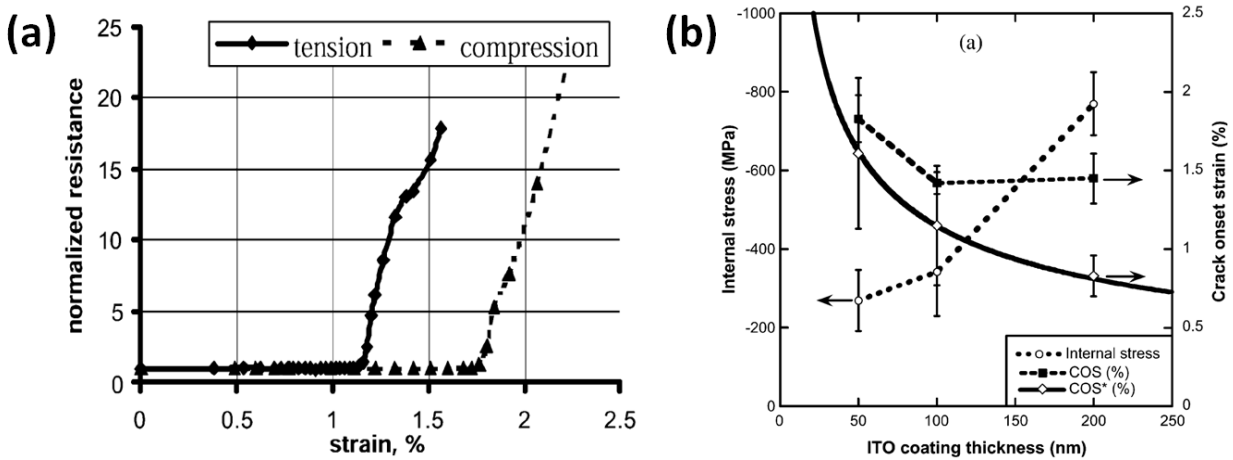 (a)
tension
compression
25
20
15
10
5
0
normalized resistance
0
0.5
1
1.5
2
2.5
strain, %
(b)
(a)
-1000
-800
-600
-400
-200
0
Internal stress (MPa)
2.5
2
1.5
1
0.5
0
Crack onset strain (%)
Internal stress
COS (%)
COS* (%)
0
50
100
150
200
250
ITO coating thickness (nm)